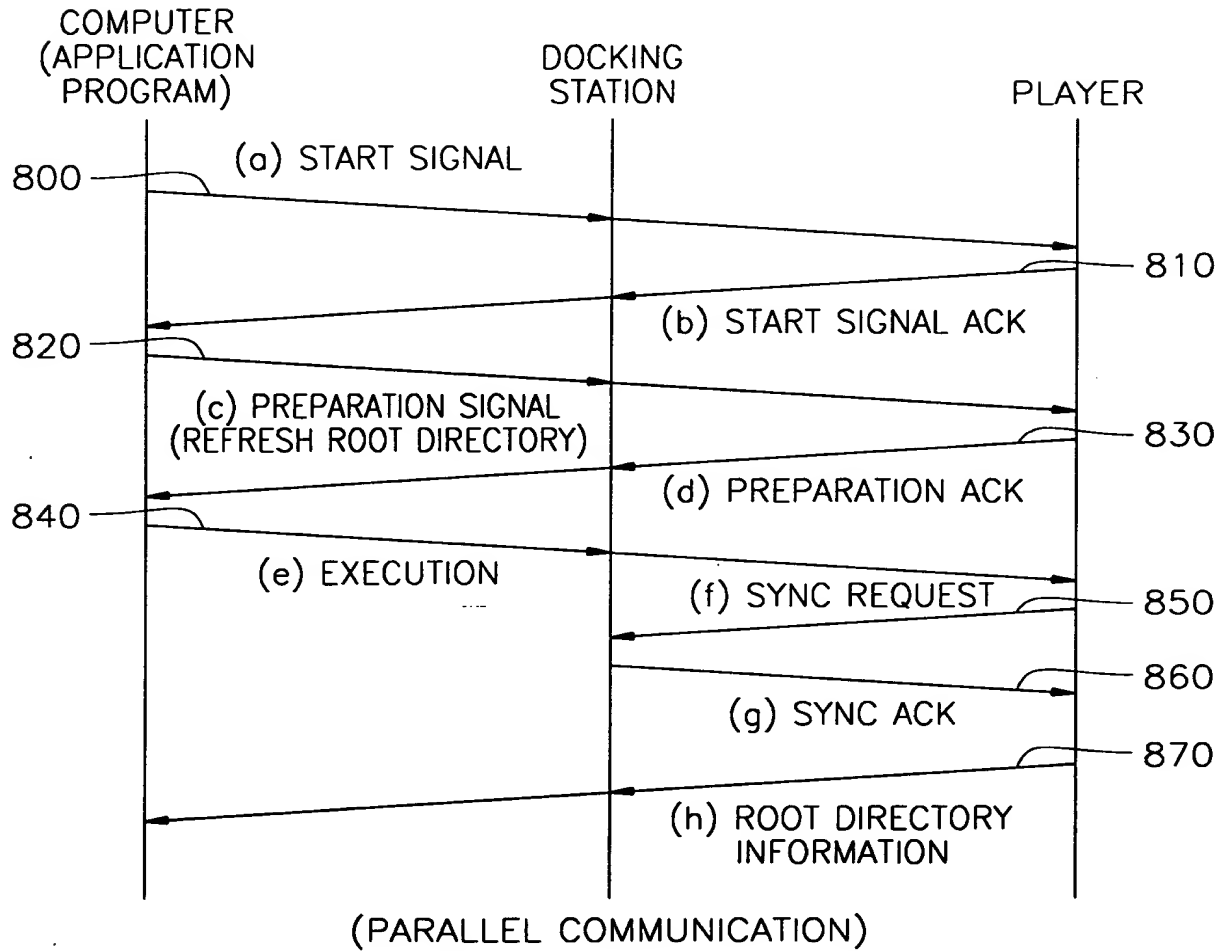 COMPUTER
(APPLICATION
PROGRAM)
DOCKING
STATION
PLAYER
(a) START SIGNAL
800
810
(b) START SIGNAL ACK
820
(c) PREPARATION SIGNAL
(REFRESH ROOT DIRECTORY)
830
(d) PREPARATION ACK
840
(e) EXECUTION
(f) SYNC REQUEST
850
860
(g) SYNC ACK
870
(h) ROOT DIRECTORY
INFORMATION
(PARALLEL COMMUNICATION)